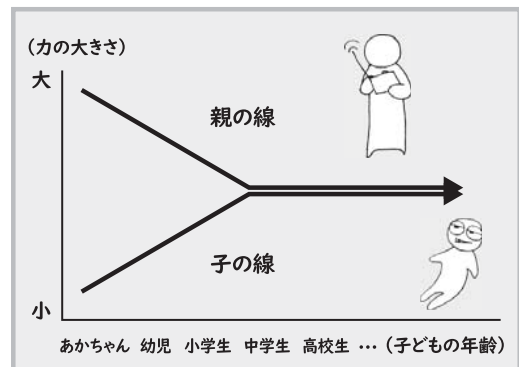 （力の大きさ）
大
親の線
子の線
小
あかちゃん 幼児 小学生 中学生 高校生 … （子どもの年齢）